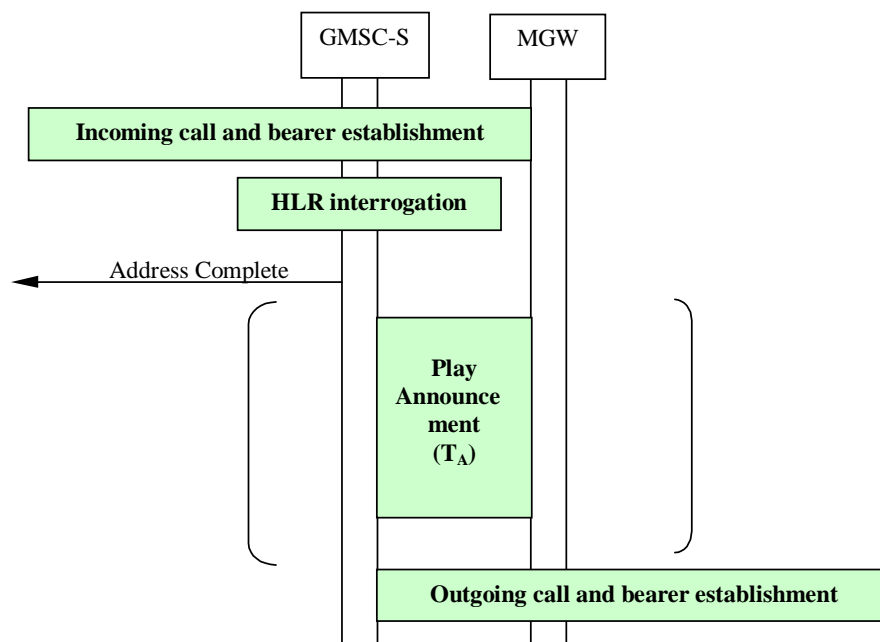 GMSC-S
MGW
Incoming call and bearer establishment
HLR interrogation
Address Complete
Play
Announce
ment
(TA)
Outgoing call and bearer establishment